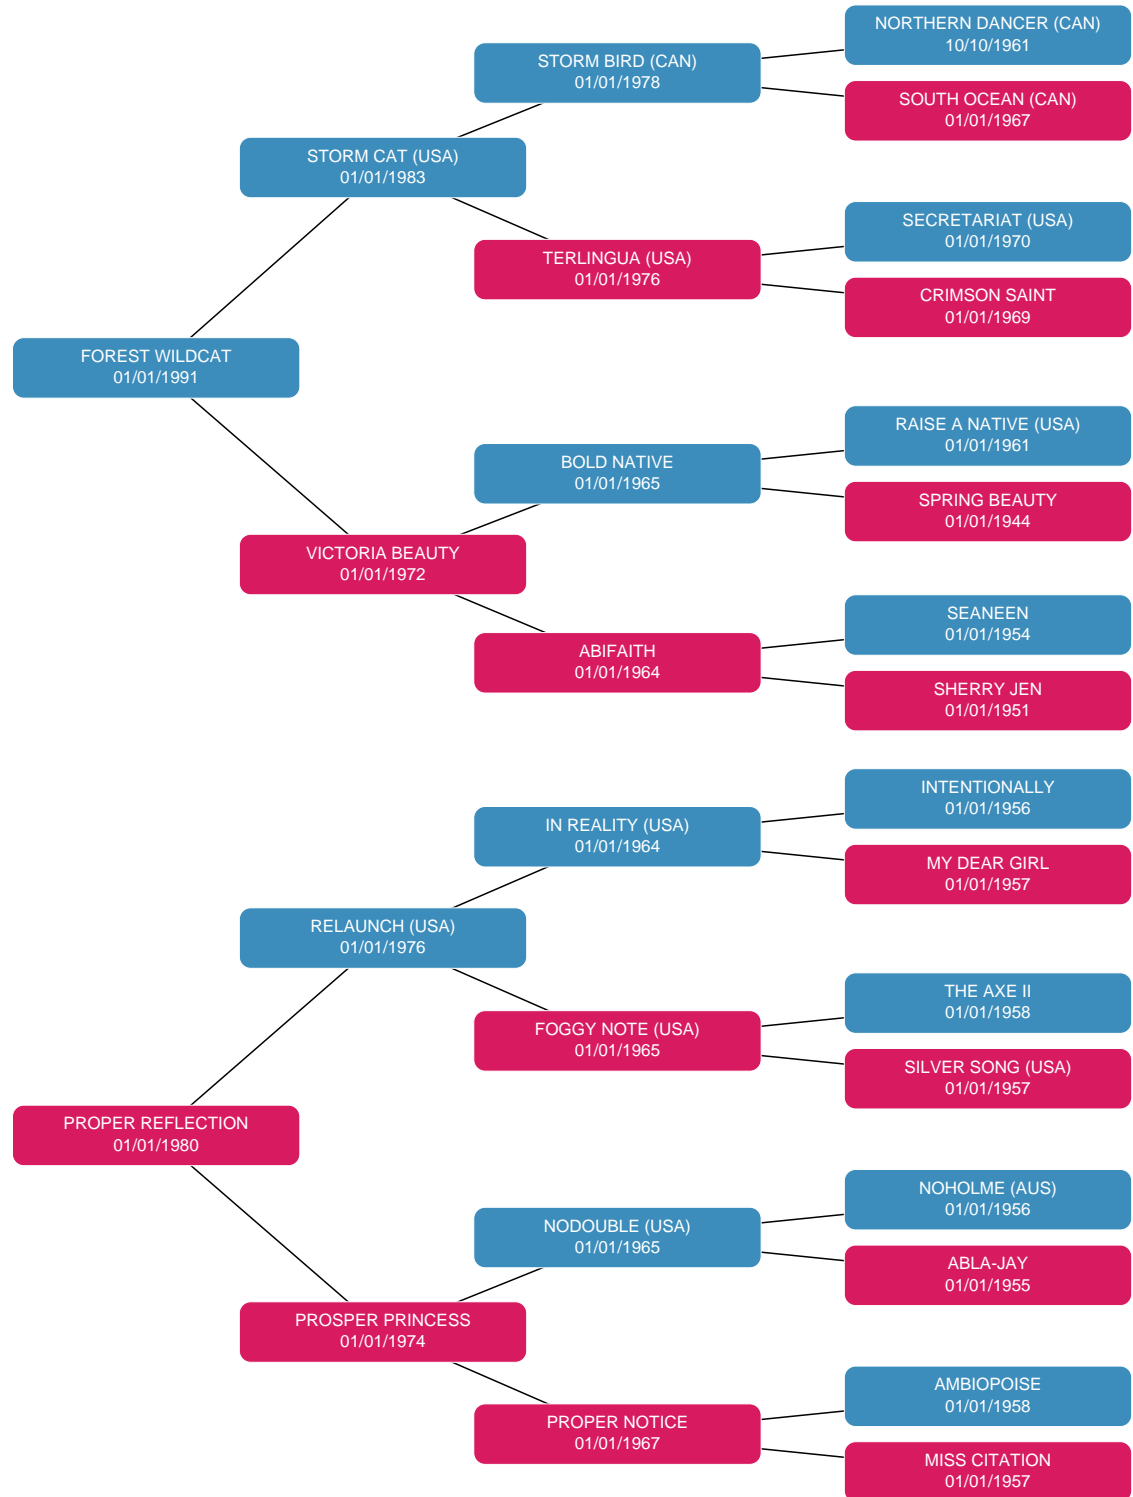 NORTHERN DANCER (CAN)
10/10/1961
STORM BIRD (CAN)
01/01/1978
SOUTH OCEAN (CAN)
01/01/1967
STORM CAT (USA)
01/01/1983
SECRETARIAT (USA)
01/01/1970
TERLINGUA (USA)
01/01/1976
CRIMSON SAINT
01/01/1969
FOREST WILDCAT
01/01/1991
RAISE A NATIVE (USA)
01/01/1961
BOLD NATIVE
01/01/1965
SPRING BEAUTY
01/01/1944
VICTORIA BEAUTY
01/01/1972
SEANEEN
01/01/1954
ABIFAITH
01/01/1964
SHERRY JEN
01/01/1951
INTENTIONALLY
01/01/1956
IN REALITY (USA)
01/01/1964
MY DEAR GIRL
01/01/1957
RELAUNCH (USA)
01/01/1976
THE AXE II
01/01/1958
FOGGY NOTE (USA)
01/01/1965
SILVER SONG (USA)
01/01/1957
PROPER REFLECTION
01/01/1980
NOHOLME (AUS)
01/01/1956
NODOUBLE (USA)
01/01/1965
ABLA-JAY
01/01/1955
PROSPER PRINCESS
01/01/1974
AMBIOPOISE
01/01/1958
PROPER NOTICE
01/01/1967
MISS CITATION
01/01/1957